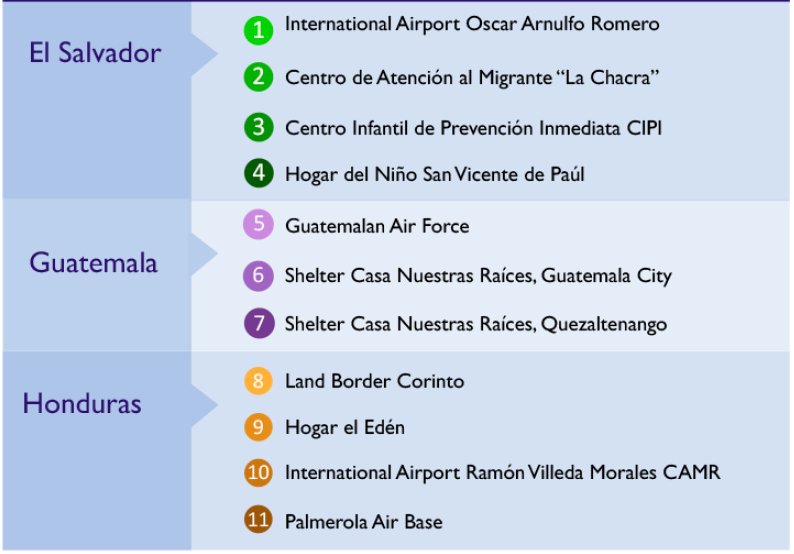 El Salvador
1 International Airport Oscar Arnulfo Romero
2 Centro de Atención al Migrante “La Chacra”
3 Centro Infantil de Prevención Inmediata CIPI
4 Hogar del Niño San Vicente de Paúl
Guatemala
5 Guatemalan Air Force
6 Shelter Casa Nuestras Raíces, Guatemala City
7 Shelter Casa Nuestras Raíces, Quezaltenango
Honduras
8 Land Border Corinto
9 Hogar el Edén
10 International Airport Ramón Villeda Morales CAMR
11 Palmerola Air Base